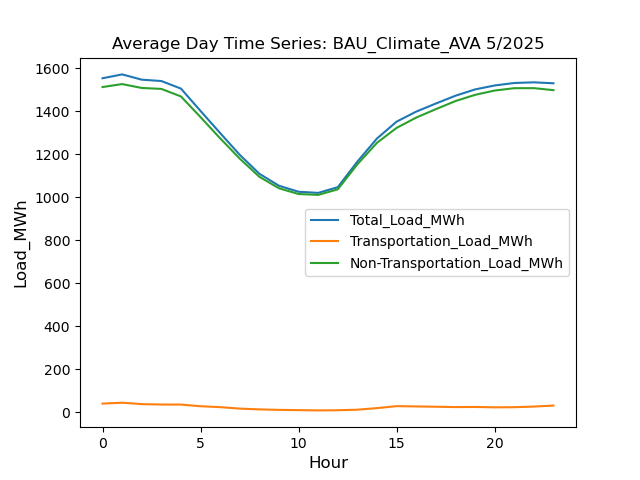 Average Day Time Series: BAU_Climate_AVA 5/2025
1600
1400
1200
1000
800
600
400
200
0
Load_MWh
Total_Load_MWh
Transportation_Load_MWh
Non-Transportation_Load_MWh
0 5 10 15 20
Hour